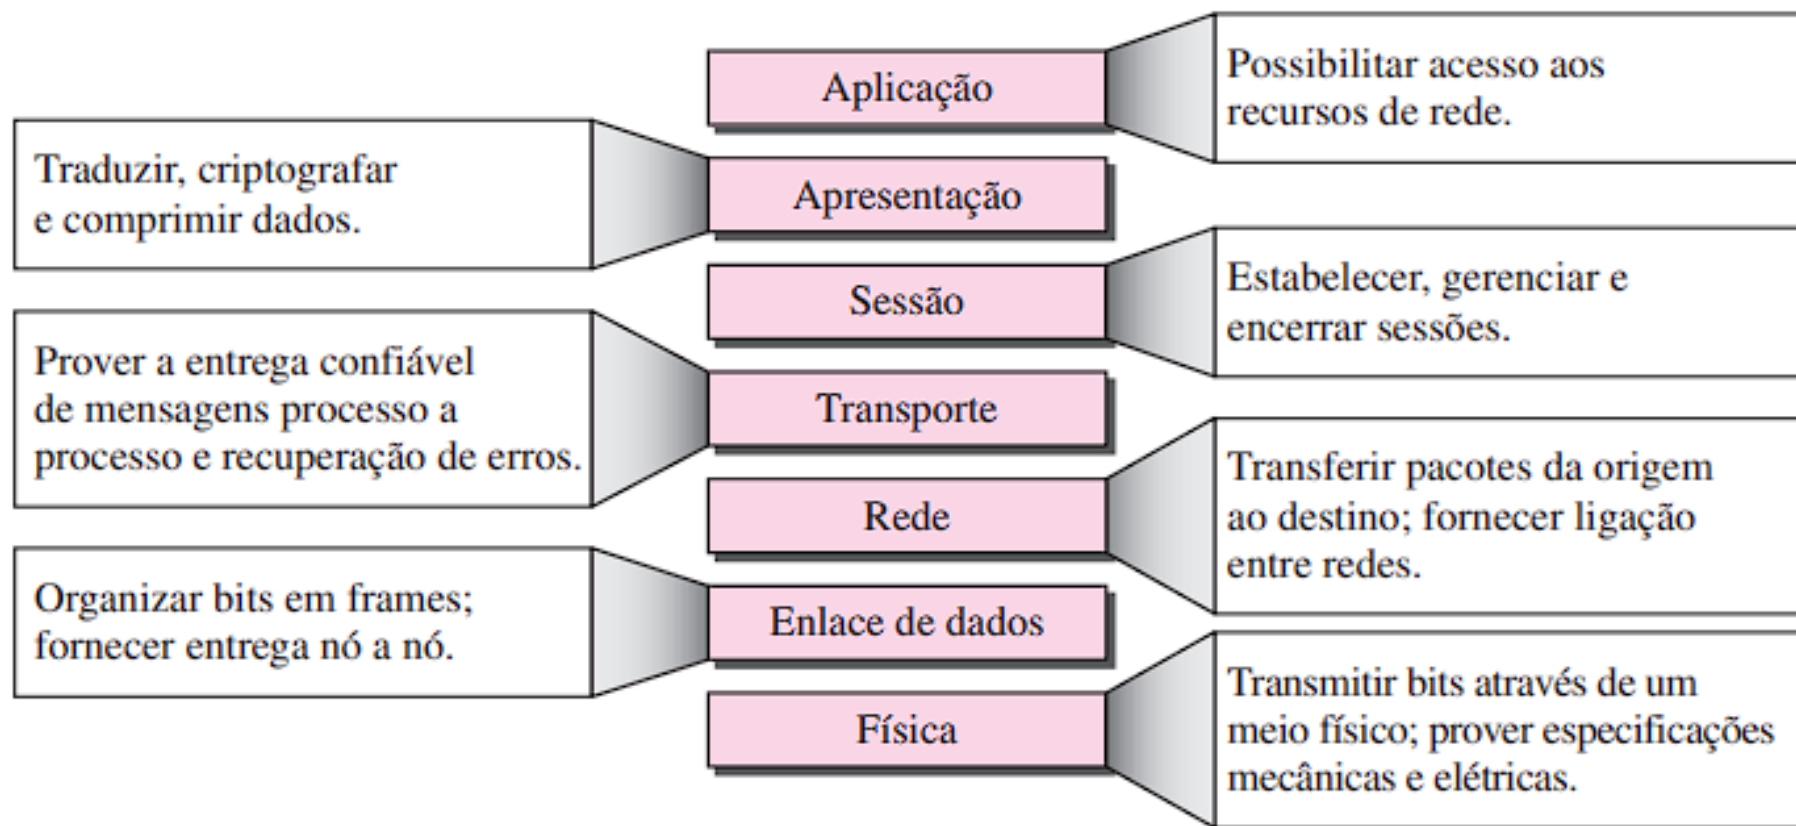 Aplicação
Possibilitar acesso aos
recursos de rede.
Traduzir, criptografar
e comprimir dados.
Apresentação
Sessão
Estabelecer, gerenciar e
encerrar sessões.
Prover a entrega confiável
de mensagens processo a
processo e recuperação de erros.
Transporte
Rede
Transferir pacotes da origem
ao destino; fornecer ligação
entre redes.
Organizar bits em frames;
fornecer entrega nó a nó.
Enlace de dados
Física
Transmitir bits através de um
meio físico; prover especificações
mecânicas e elétricas.